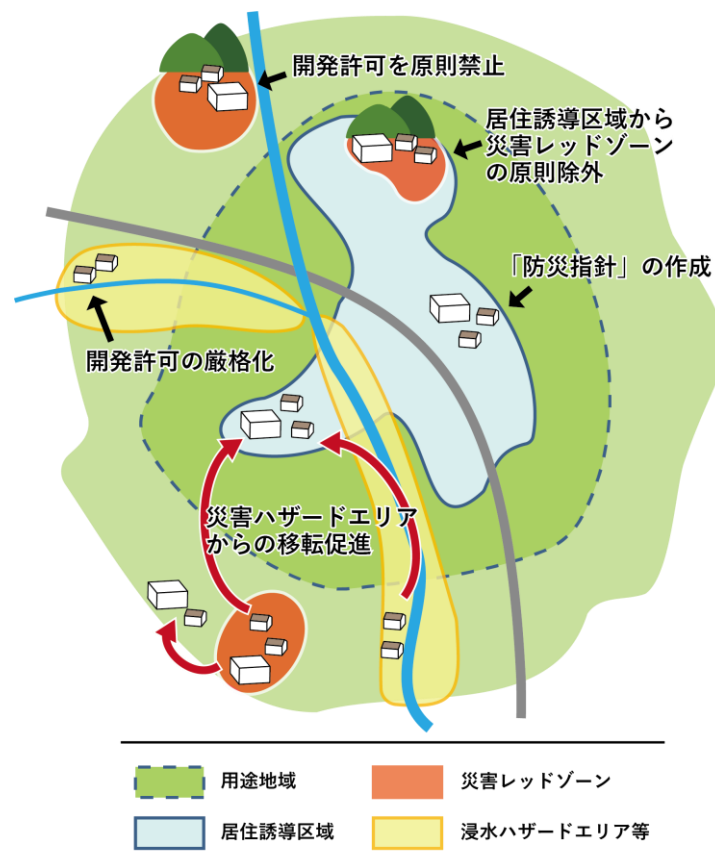 開発許可を原則禁止
居住誘導区域から
災害レッドゾーン
の原則除外
「防災指針」の作成
開発許可の厳格化
災害ハザードエリア
からの移転促進
用途地域
災害レッドゾーン
居住誘導区域
浸水ハザードエリア等